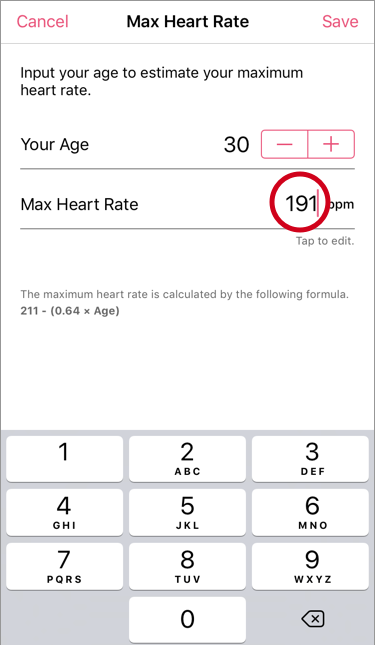 Cancel Max Heart Rate Save
Input your age to estimate your maximum
heart rate.
Your Age 30 − +
Max Heart Rate 191 bpm
Tap to edit.
The maximum heart rate is calculated by the following formula.
211 - (0.64 × Age)
1 2 3
ABC DEF
4 5 6
GHI JKL MNO
7 8 9
PQRS TUV WXYZ
0